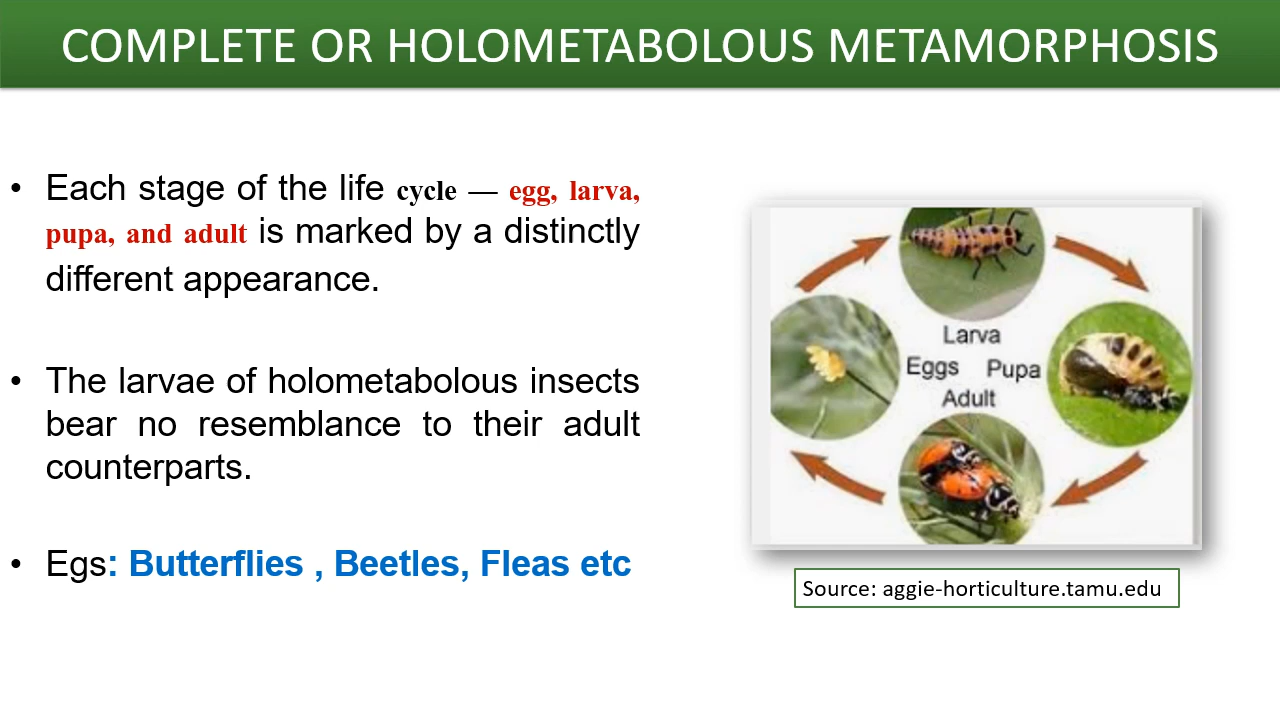 COMPLETE OR HOLOMETABOLOUS METAMORPHOSIS
• Each stage of the life cycle — egg, larva,
pupa, and adult is marked by a distinctly
different appearance.
• The larvae of holometabolous insects
bear no resemblance to their adult
counterparts.
• Egs: Butterflies , Beetles, Fleas etc
Larva
Eggs Pupa
Adult
Source: aggie-horticulture.tamu.edu